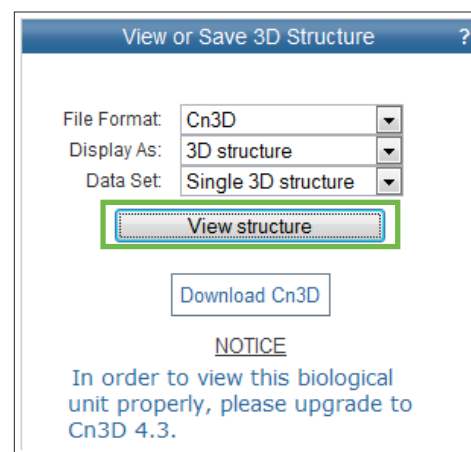 View or Save 3D Structure ?
File Format: Cn3D
Display As: 3D structure
Data Set: Single 3D structure
View structure
Download Cn3D
NOTICE
In order to view this biological
unit properly, please upgrade to
Cn3D 4.3.